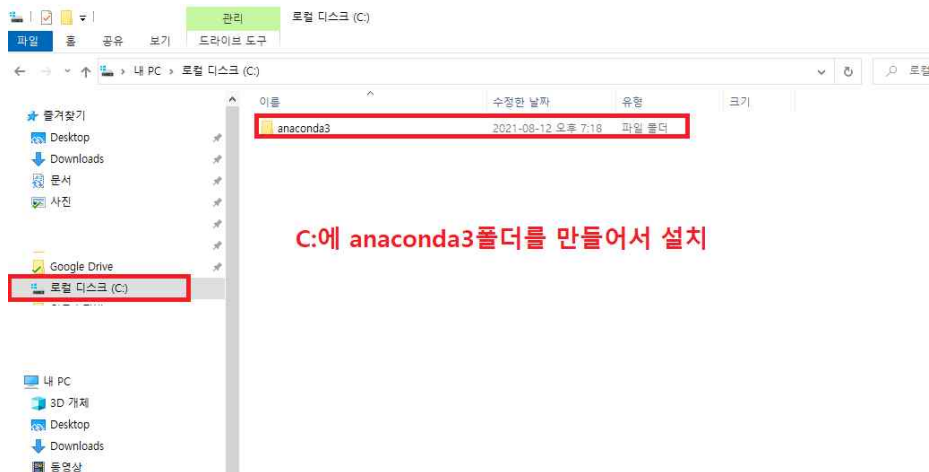 관리
로컬 디스크 (C:)
파일
홈
공유
보기
드라이브 도구
내 PC > 로컬 디스크 (C:)
로컬
이름
수정한 날짜
유형
크기
즐겨찾기
anaconda3
2021-08-12 오후 7:18
파일 폴더
Desktop
Downloads
문서
사진
C:에 anaconda3폴더를 만들어서 설치
Google Drive
로컬 디스크 (C:)
내 PC
3D 개체
Desktop
Downloads
동영상